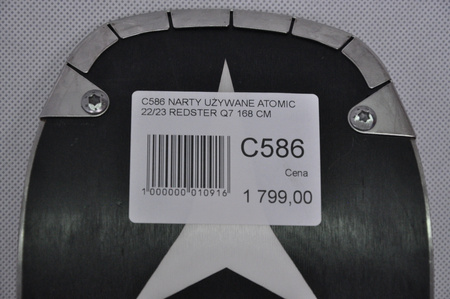 C586 NARTY UŻYWANE ATOMIC
22/23 REDSTER Q7 168 CM
C586
Cena
1 000000 010916
1 799,00